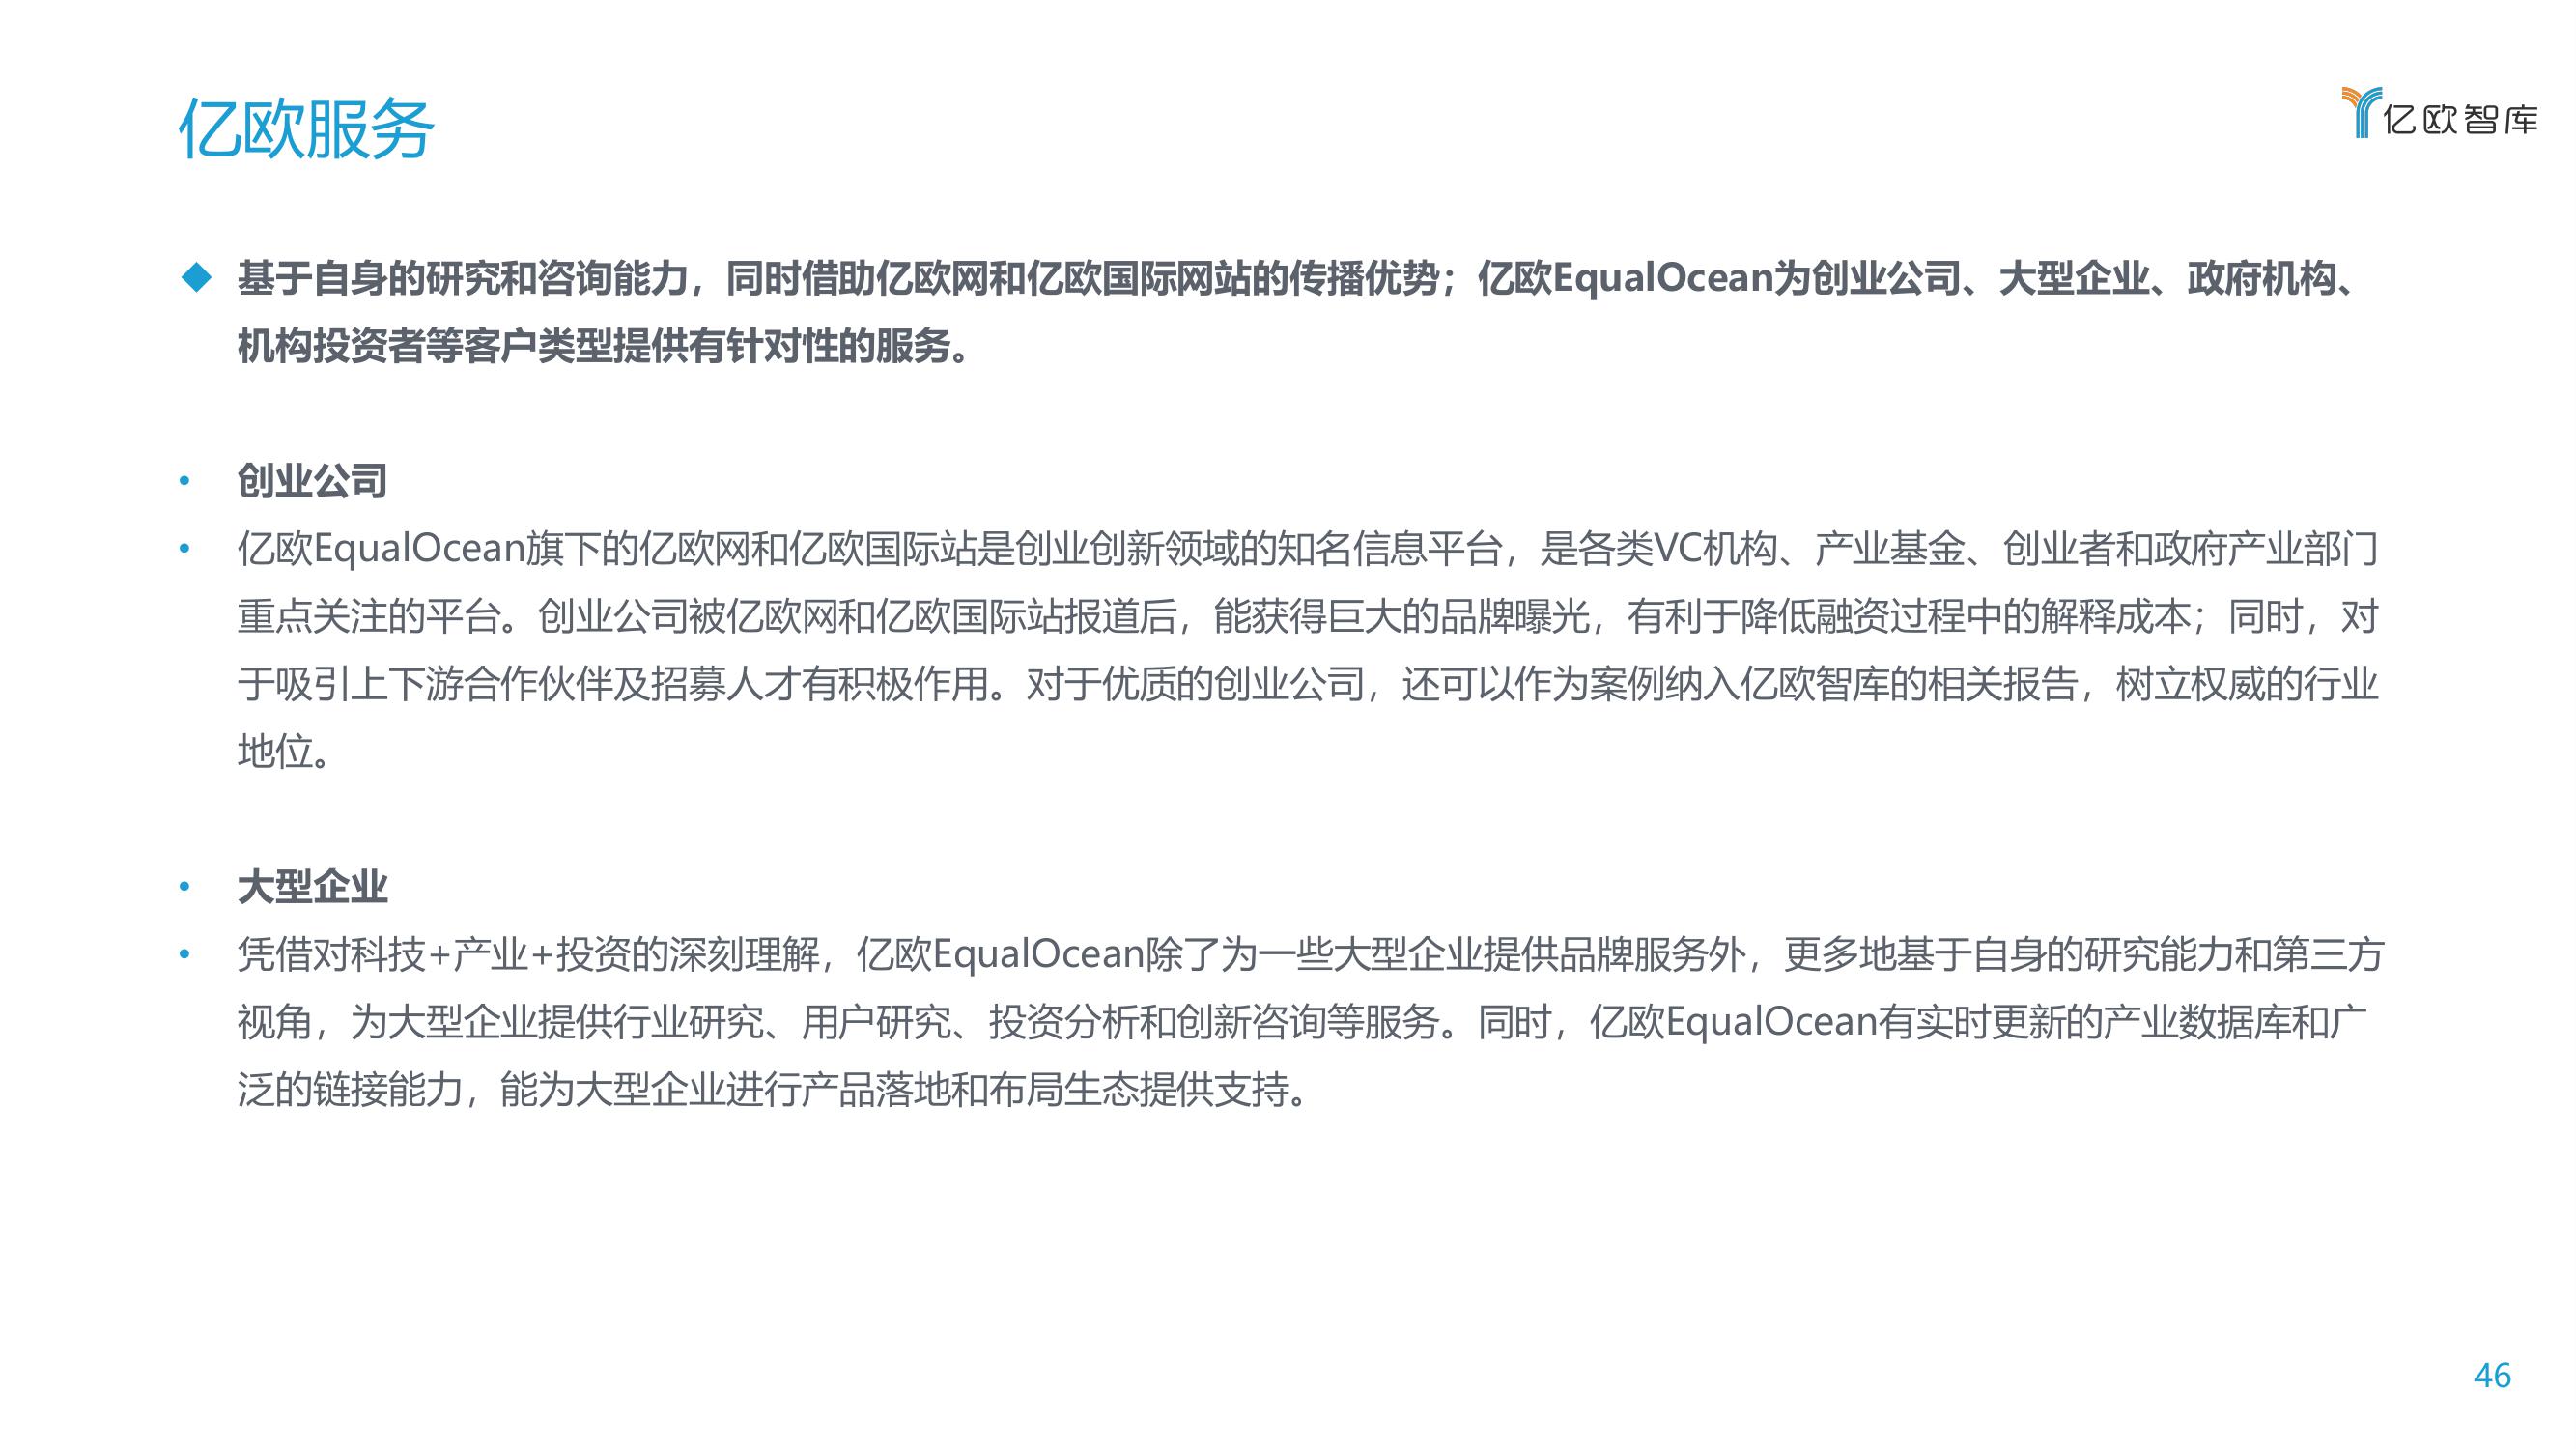 亿欧服务
亿欧智库
◆ 基于自身的研究和咨询能力，同时借助亿欧网和亿欧国际网站的传播优势；亿欧EqualOcean为创业公司、大型企业、政府机构、
机构投资者等客户类型提供有针对性的服务。
• 创业公司
• 亿欧EqualOcean旗下的亿欧网和亿欧国际站是创业创新领域的知名信息平台，是各类VC机构、产业基金、创业者和政府产业部门
重点关注的平台。创业公司被亿欧网和亿欧国际站报道后，能获得巨大的品牌曝光，有利于降低融资过程中的解释成本；同时，对
于吸引上下游合作伙伴及招募人才有积极作用。对于优质的创业公司，还可以作为案例纳入亿欧智库的相关报告，树立权威的行业
地位。
• 大型企业
• 凭借对科技+产业+投资的深刻理解，亿欧EqualOcean除了为一些大型企业提供品牌服务外，更多地基于自身的研究能力和第三方
视角，为大型企业提供行业研究、用户研究、投资分析和创新咨询等服务。同时，亿欧EqualOcean有实时更新的产业数据库和广
泛的链接能力，能为大型企业进行产品落地和布局生态提供支持。
46